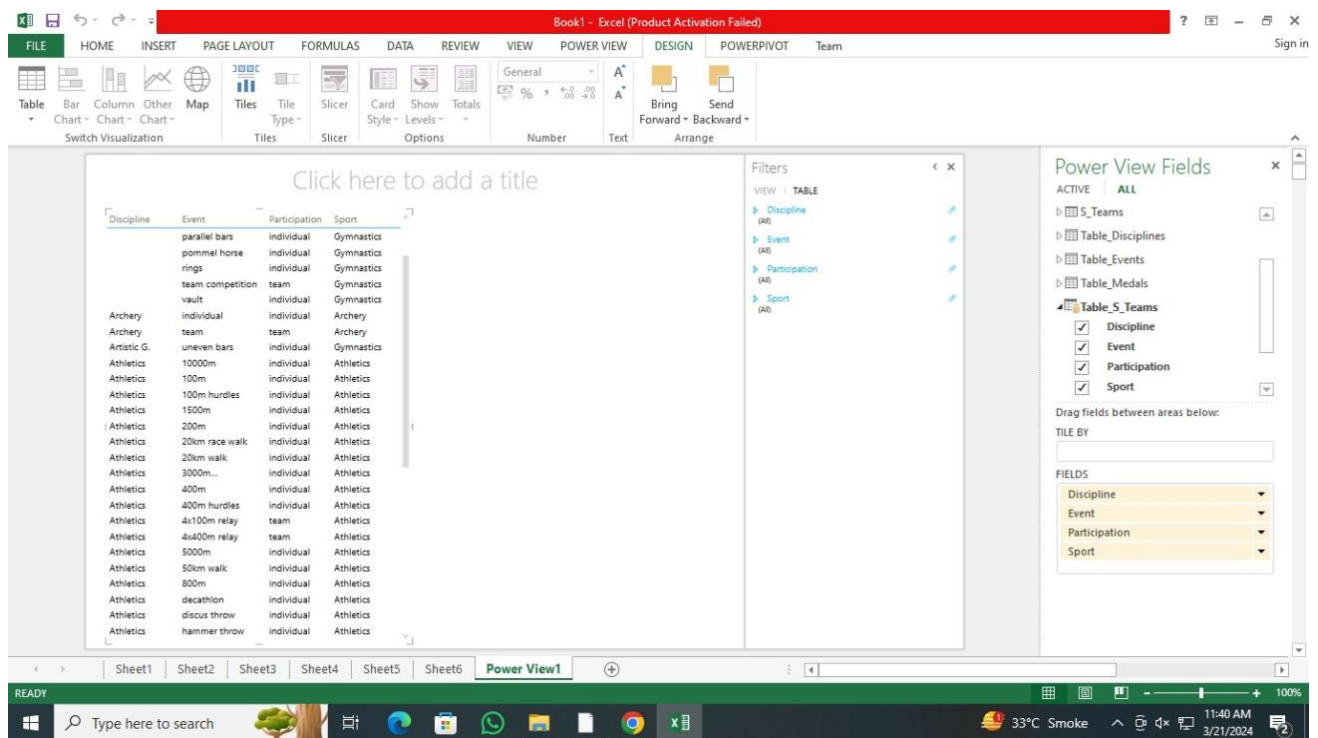 Book1 - Excel (Product Activation Failed)
FILE HOME INSERT PAGE LAYOUT FORMULAS DATA REVIEW VIEW POWER VIEW DESIGN POWERPIVOT Team Sign in
General
Table Bar Chart Column Chart Other Chart Map Tiles Tile Type Slicer Card Style Show Levels Totals Bring Forward Send Backward
Switch Visualization Tiles Slicer Options Number Text Arrange
Click here to add a title
Discipline Event Participation Sport
parallel bars individual Gymnastics
pommel horse individual Gymnastics
rings individual Gymnastics
team competition team Gymnastics
vault individual Gymnastics
Archery individual individual Archery
Archery team team Archery
Artistic G. uneven bars individual Gymnastics
Athletics 10000m individual Athletics
Athletics 100m individual Athletics
Athletics 100m hurdles individual Athletics
Athletics 1500m individual Athletics
Athletics 200m individual Athletics
Athletics 20km race walk individual Athletics
Athletics 20km walk individual Athletics
Athletics 3000m... individual Athletics
Athletics 400m individual Athletics
Athletics 400m hurdles individual Athletics
Athletics 4x100m relay team Athletics
Athletics 4x400m relay team Athletics
Athletics 5000m individual Athletics
Athletics 50km walk individual Athletics
Athletics 800m individual Athletics
Athletics decathlon individual Athletics
Athletics discus throw individual Athletics
Athletics hammer throw individual Athletics
Filters
VIEW TABLE
Discipline
(All)
Event
(All)
Participation
(All)
Sport
(All)
Power View Fields
ACTIVE ALL
S_Teams
Table_Disciplines
Table_Events
Table_Medals
Table_S_Teams
Discipline
Event
Participation
Sport
Drag fields between areas below:
TILE BY
FIELDS
Discipline
Event
Participation
Sport
Sheet1 Sheet2 Sheet3 Sheet4 Sheet5 Sheet6 Power View1
READY 100%
Type here to search 33°C Smoke 11:40 AM
3/21/2024